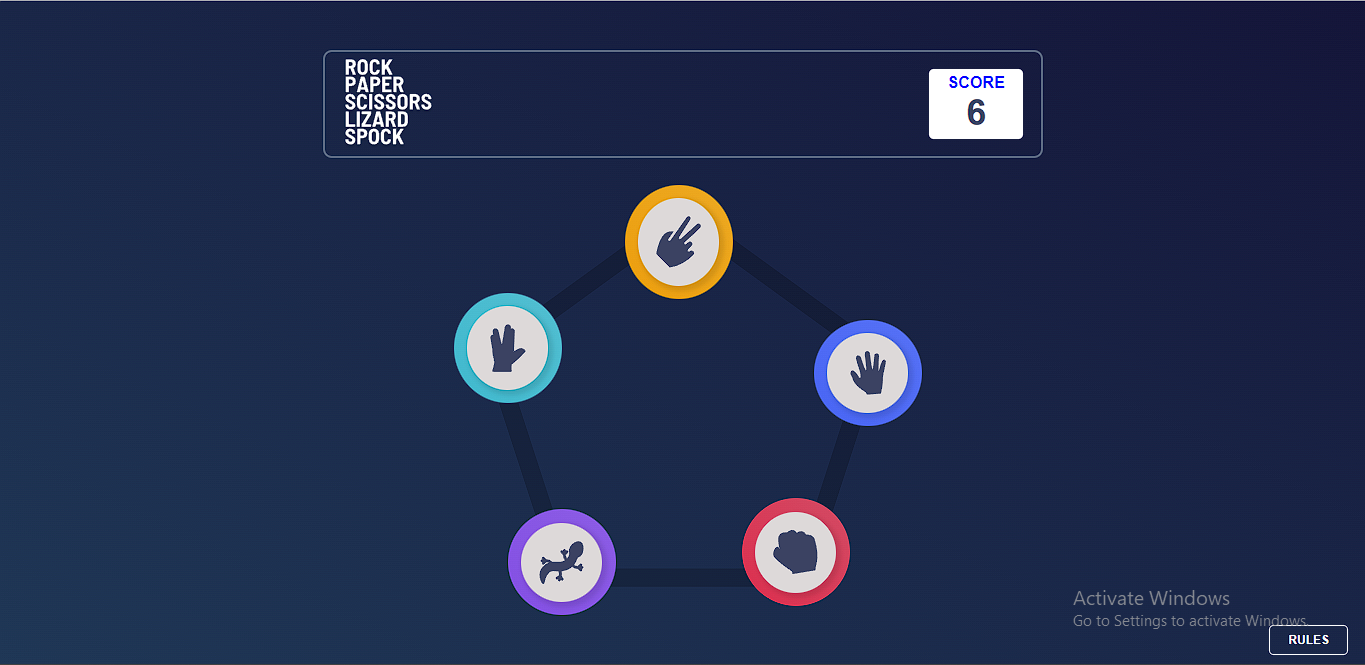 ROCK
PAPER
SCISSORS
LIZARD
SPOCK
SCORE
6
Activate Windows
Go to Settings to activate Windows.
RULES